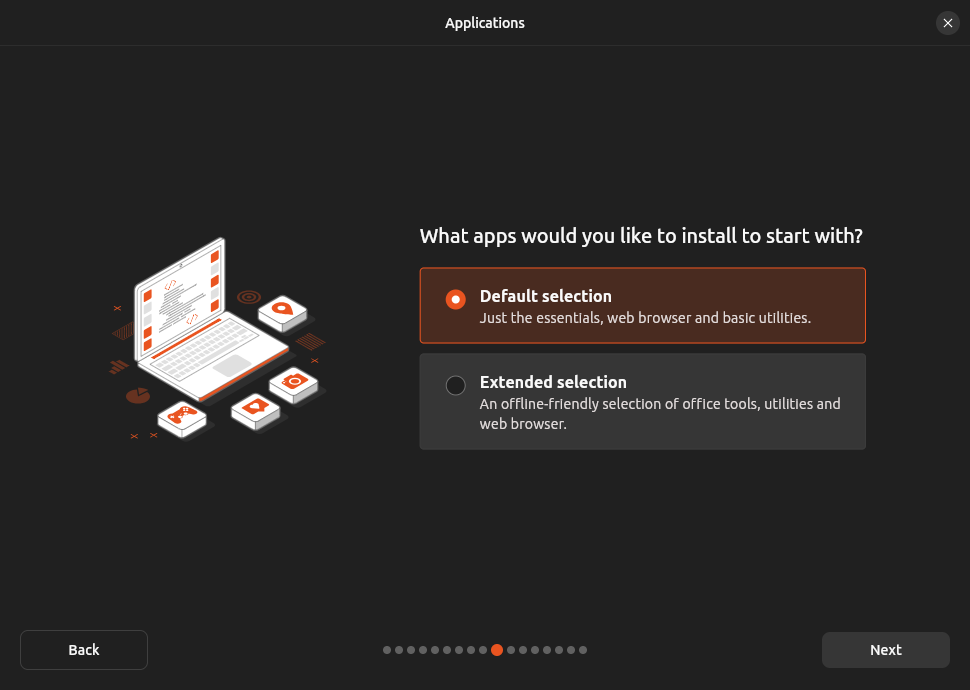 Applications
What apps would you like to install to start with?
Default selection
Just the essentials, web browser and basic utilities.
Extended selection
An offline-friendly selection of office tools, utilities and
web browser.
Back
Next